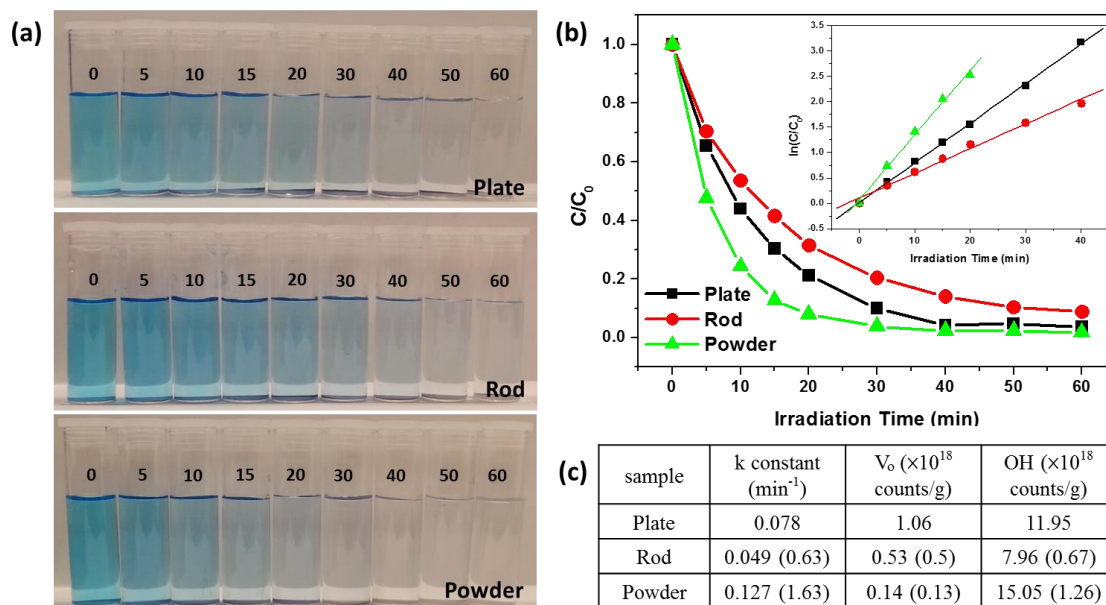 (a)
0 5 10 15 20 30 40 50 60
Plate
0 5 10 15 20 30 40 50 60
Rod
0 5 10 15 20 30 40 50 60
Powder
(b)
C/C0
1.0
0.8
0.6
0.4
0.2
0.0
0 10 20 30 40 50 60
Irradiation Time (min)
Plate
Rod
Powder
ln(C/C0)
3.5
3.0
2.5
2.0
1.5
1.0
0.5
0.0
-0.5
0 10 20 30 40
Irradiation Time (min)
(c)
sample
k constant
(min-1)
Vo (×10^18
counts/g)
OH (×10^18
counts/g)
Plate 0.078 1.06 11.95
Rod 0.049 (0.63) 0.53 (0.5) 7.96 (0.67)
Powder 0.127 (1.63) 0.14 (0.13) 15.05 (1.26)